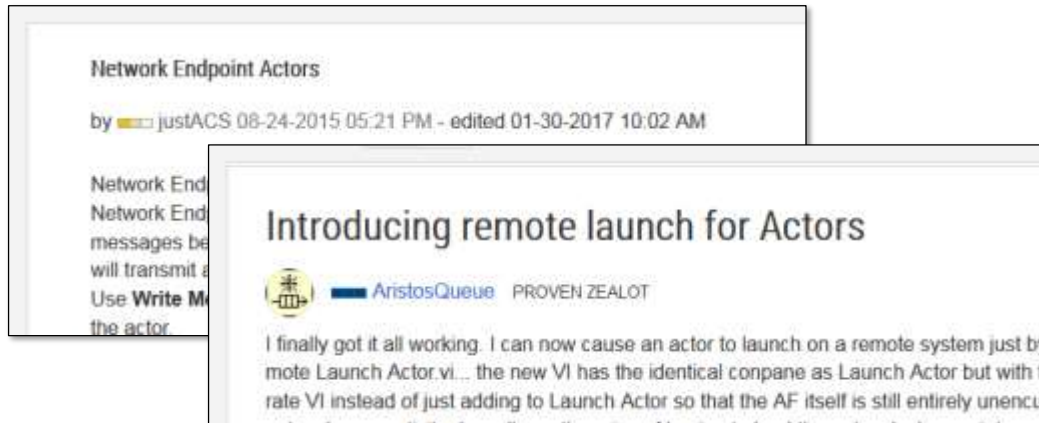 Network Endpoint Actors
by justACS 08-24-2015 05:21 PM - edited 01-30-2017 10:02 AM
Network End
Network End
messages be
will transmit a
Use Write Me
the actor.
Introducing remote launch for Actors
AristosQueue PROVEN ZEALOT
I finally got it all working. I can now cause an actor to launch on a remote system just by
mote Launch Actor.vi... the new VI has the identical conpane as Launch Actor but with
rate VI instead of just adding to Launch Actor so that the AF itself is still entirely unencu